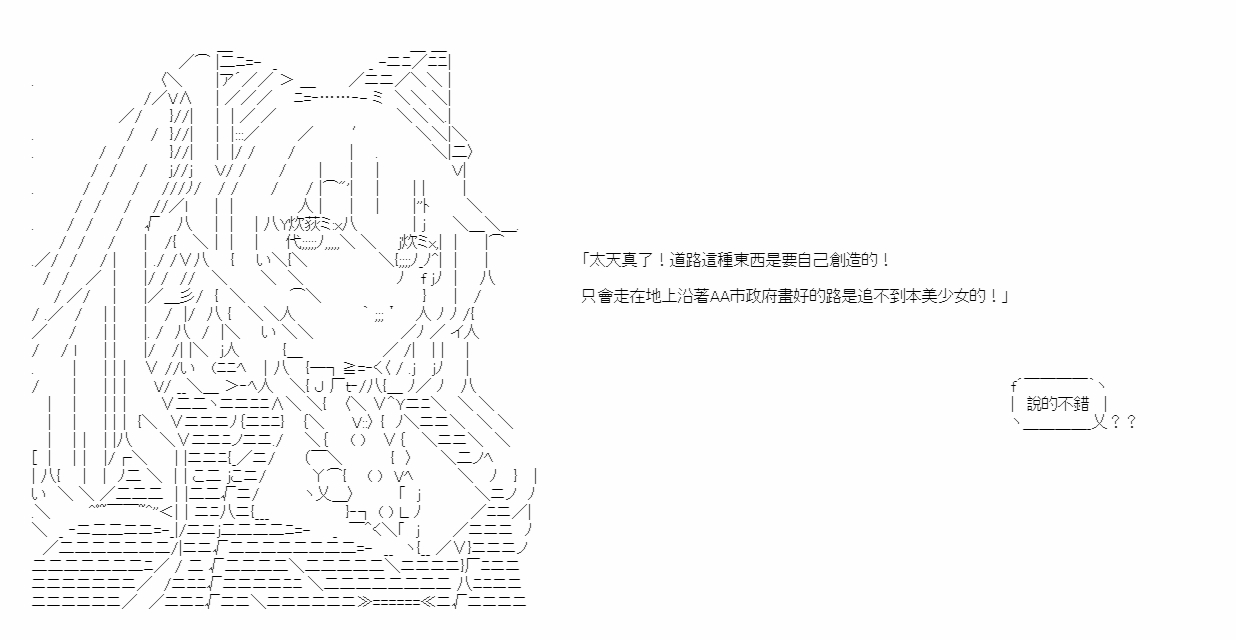 「太天真了！道路這種東西是要自己創造的！
只會走在地上沿著AA市政府畫好的路是追不到本美少女的！」
說的不錯
？？